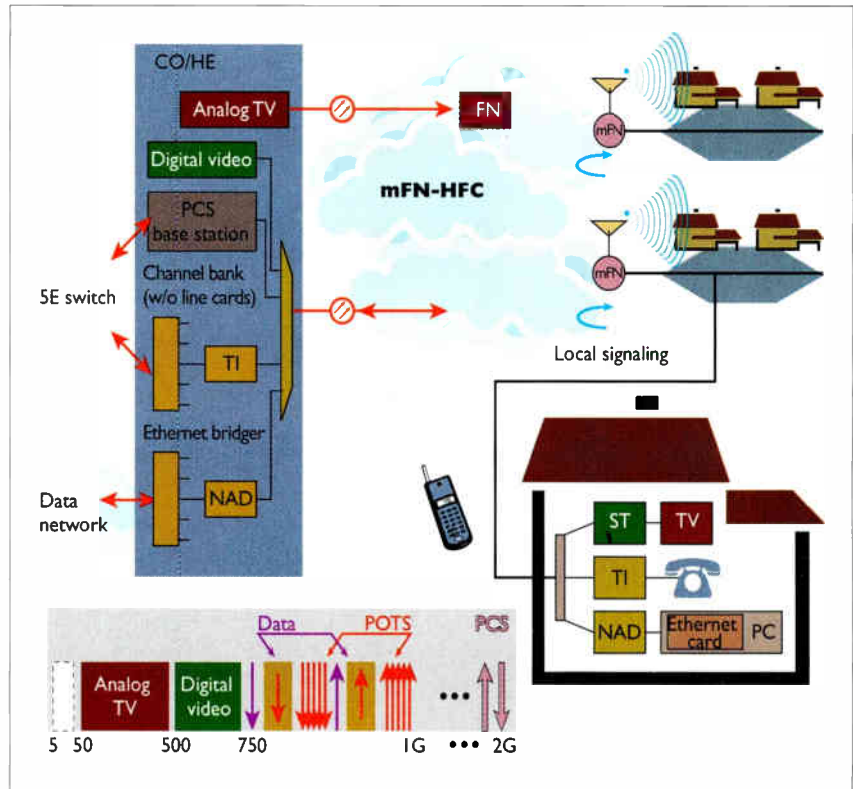 CO/HE
Analog TV
FN
Digital video
mFN-HFC
mFN
PCS
base station
Channel bank
(w/o line cards)
5E switch
mFN
TI
Local signaling
Ethernet bridger
NAD
Data
network
ST
TV
TI
NAD
Ethernet
card
PC
Data
POTS
PCS
Analog
TV
Digital
video
5 50 500 750 1G ••• 2G